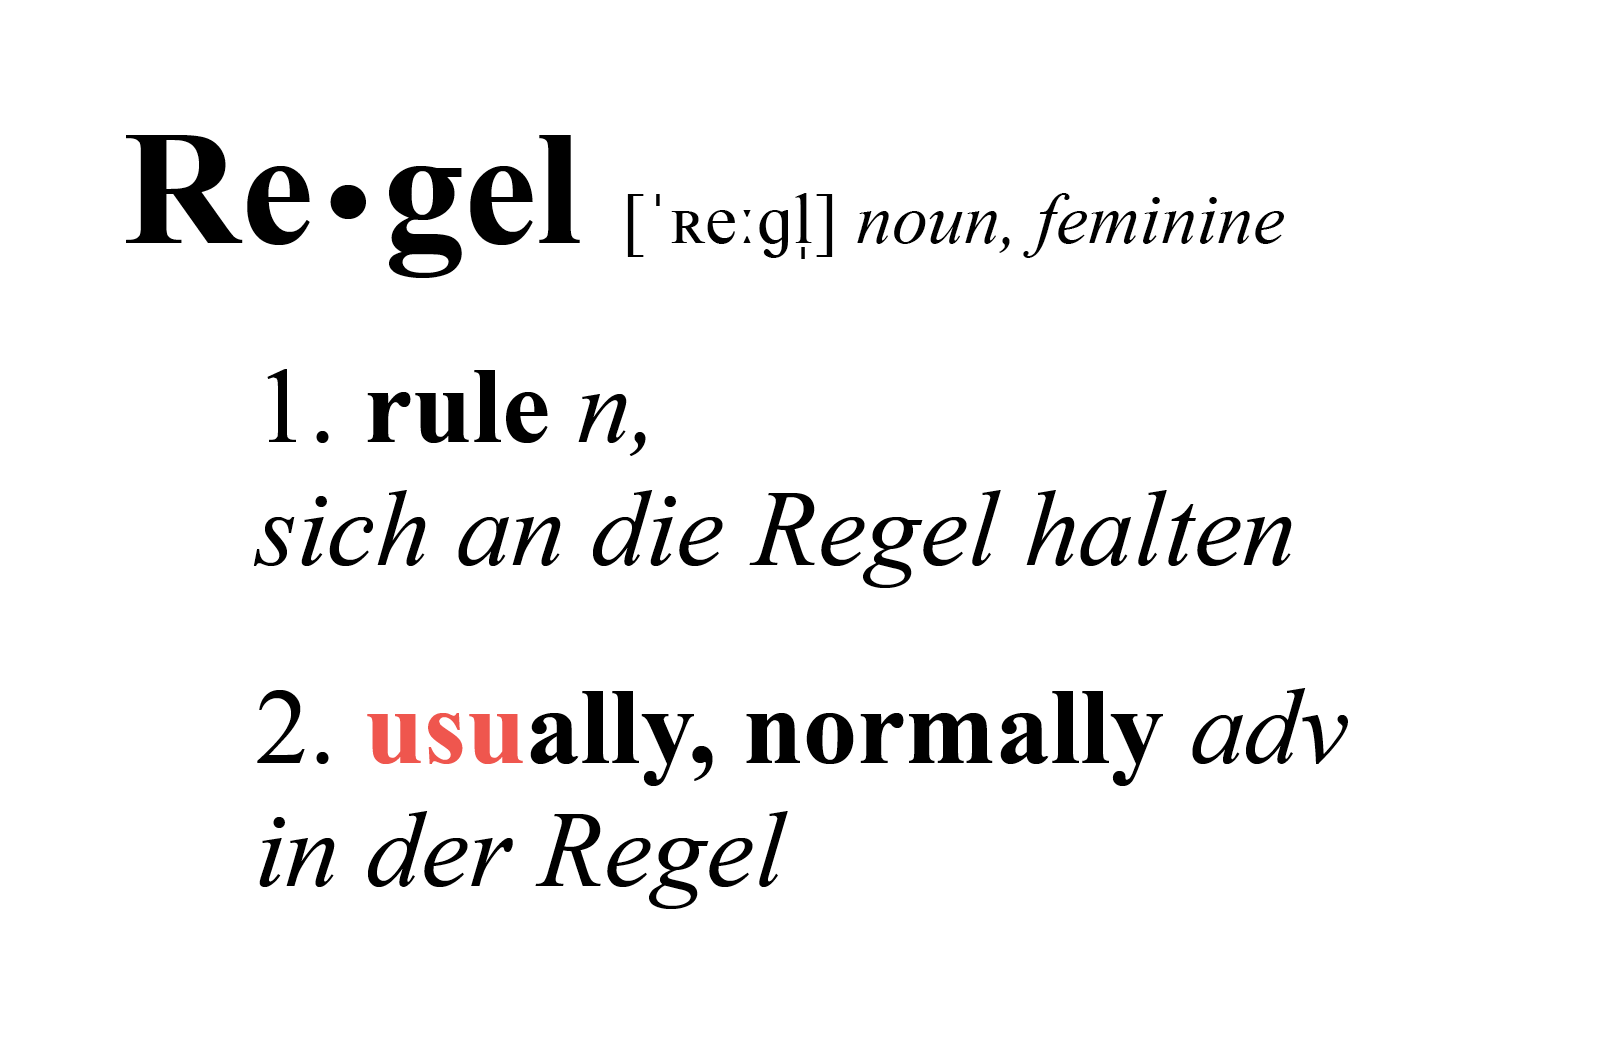 Re•gel [ˈʀeːɡl̩] noun, feminine
1. rule n,
sich an die Regel halten
2. usually, normally adv
in der Regel